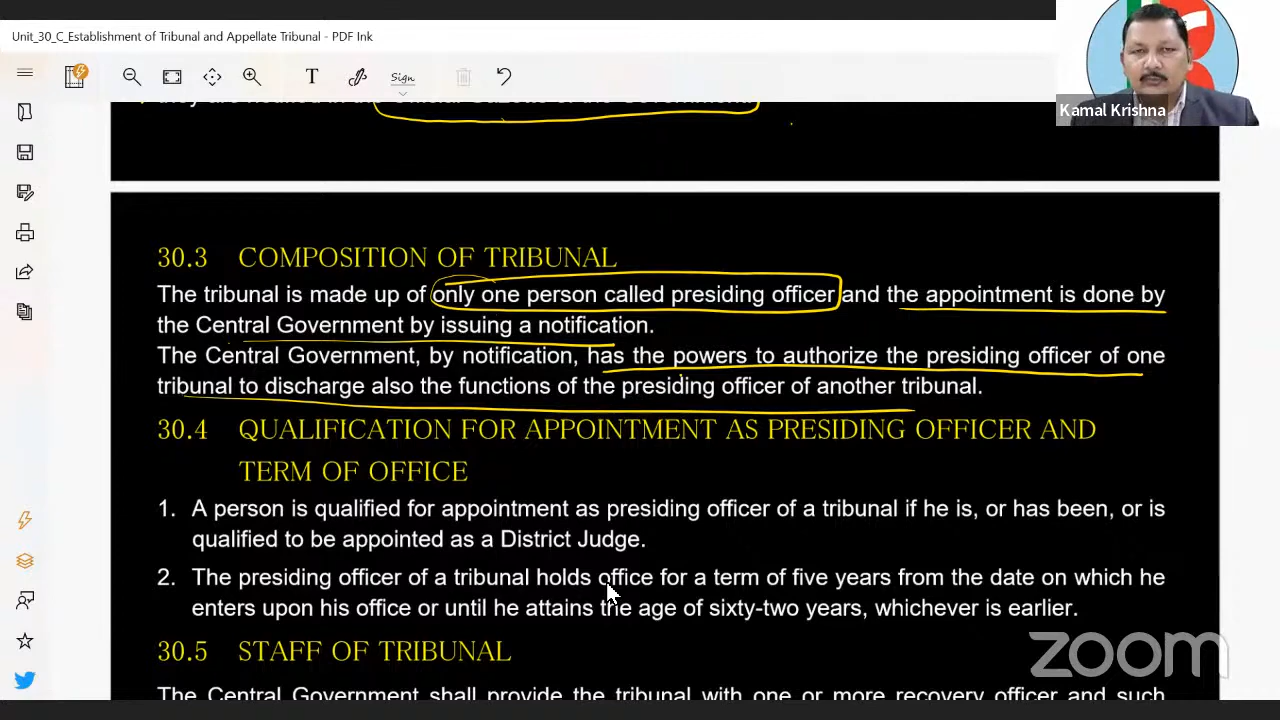 Unit_30_C_Establishment of Tribunal and Appellate Tribunal - PDF Ink
T
Sign
Kamal Krishna
30.3 COMPOSITION OF TRIBUNAL
The tribunal is made up of only one person called presiding officer and the appointment is done by
the Central Government by issuing a notification.
The Central Government, by notification, has the powers to authorize the presiding officer of one
tribunal to discharge also the functions of the presiding officer of another tribunal.
30.4 QUALIFICATION FOR APPOINTMENT AS PRESIDING OFFICER AND
TERM OF OFFICE
1. A person is qualified for appointment as presiding officer of a tribunal if he is, or has been, or is
qualified to be appointed as a District Judge.
2. The presiding officer of a tribunal holds office for a term of five years from the date on which he
enters upon his office or until he attains the age of sixty-two years, whichever is earlier.
zoom
30.5 STAFF OF TRIBUNAL
The Central Government shall provide the tribunal with one or more recovery officer and such